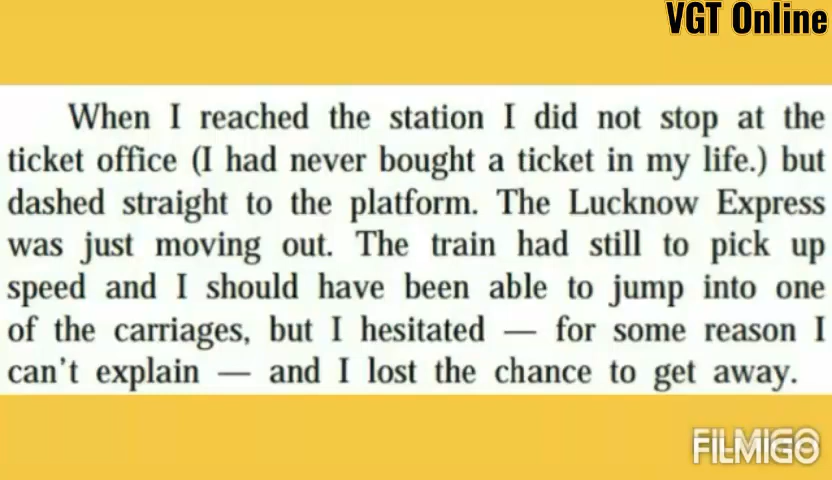 VGT Online
When I reached the station I did not stop at the
ticket office (I had never bought a ticket in my life.) but
dashed straight to the platform. The Lucknow Express
was just moving out. The train had still to pick up
speed and I should have been able to jump into one
of the carriages, but I hesitated — for some reason I
can't explain — and I lost the chance to get away.
FILMIGO